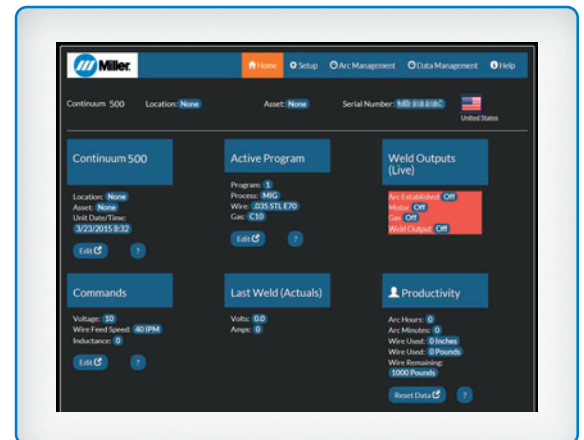 Miller.
Home Setup Arc Management Data Management Help
Continuum 500 Location: None Asset: None Serial Number:
United States
Continuum 500
Location: None
Asset: None
Unit Date/Time:
3/23/2015 8:32
Edit ?
Active Program
Program: 1
Process: MIG
Wire: .035 STL E70
Gas: C10
Edit ?
Weld Outputs
(Live)
Arc Established Off
Motor Off
Gas Off
Weld Output Off
Commands
Voltage: 10
Wire Feed Speed: 40 IPM
Inductance: 0
Edit ?
Last Weld (Actuals)
Volts: 0.0
Amps: 0
Productivity
Arc Hours: 0
Arc Minutes: 0
Wire Used: 0 Inches
Wire Used: 0 Pounds
Wire Remaining:
1000 Pounds
Reset Data ?